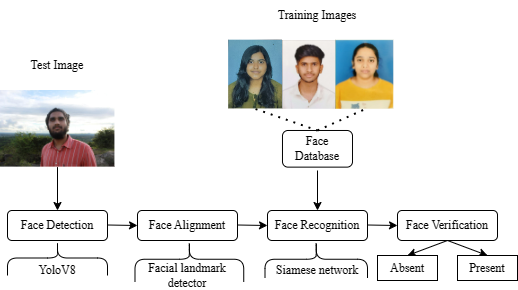 Training Images
Test Image
Face
Database
Face Detection
Face Alignment
Face Recognition
Face Verification
YoloV8
Facial landmark
detector
Siamese network
Absent
Present